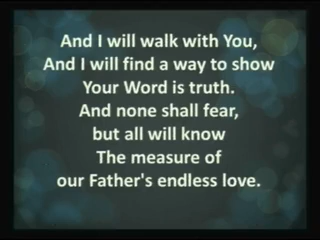 And I will walk with You,
And I will find a way to show
Your Word is truth.
And none shall fear,
but all will know
The measure of
our Father's endless love.